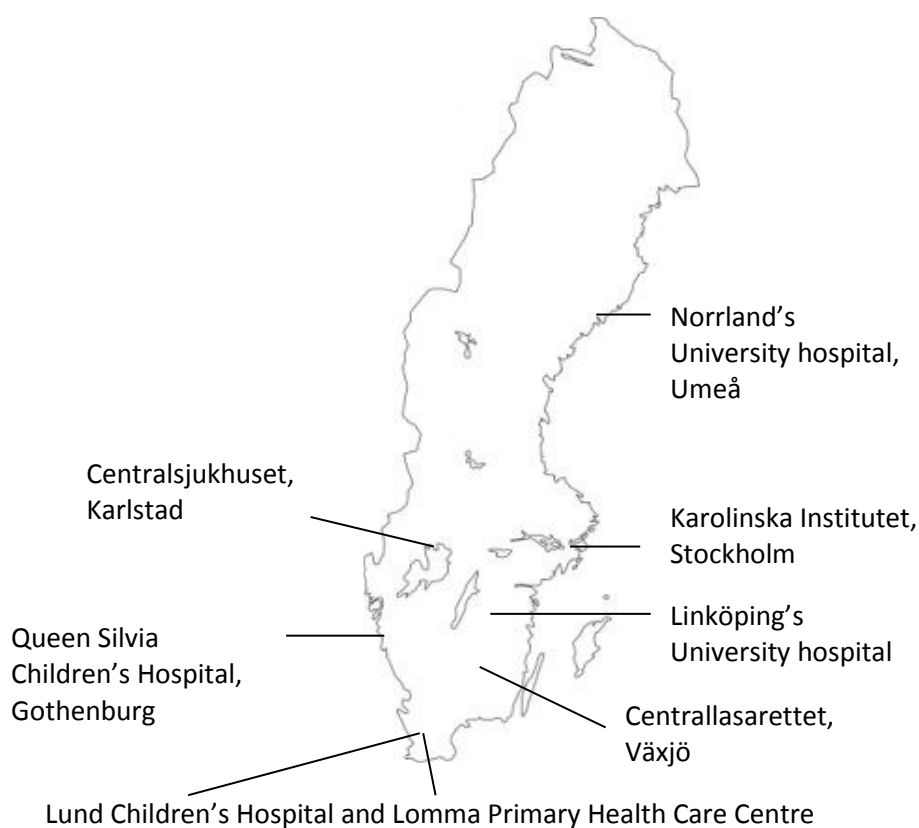 Norrland's
University hospital,
Umeå
Centralsjukhuset,
Karlstad
Karolinska Institutet,
Stockholm
Linköping's
University hospital
Queen Silvia
Children's Hospital,
Gothenburg
Centrallasarettet,
Växjö
Lund Children's Hospital and Lomma Primary Health Care Centre